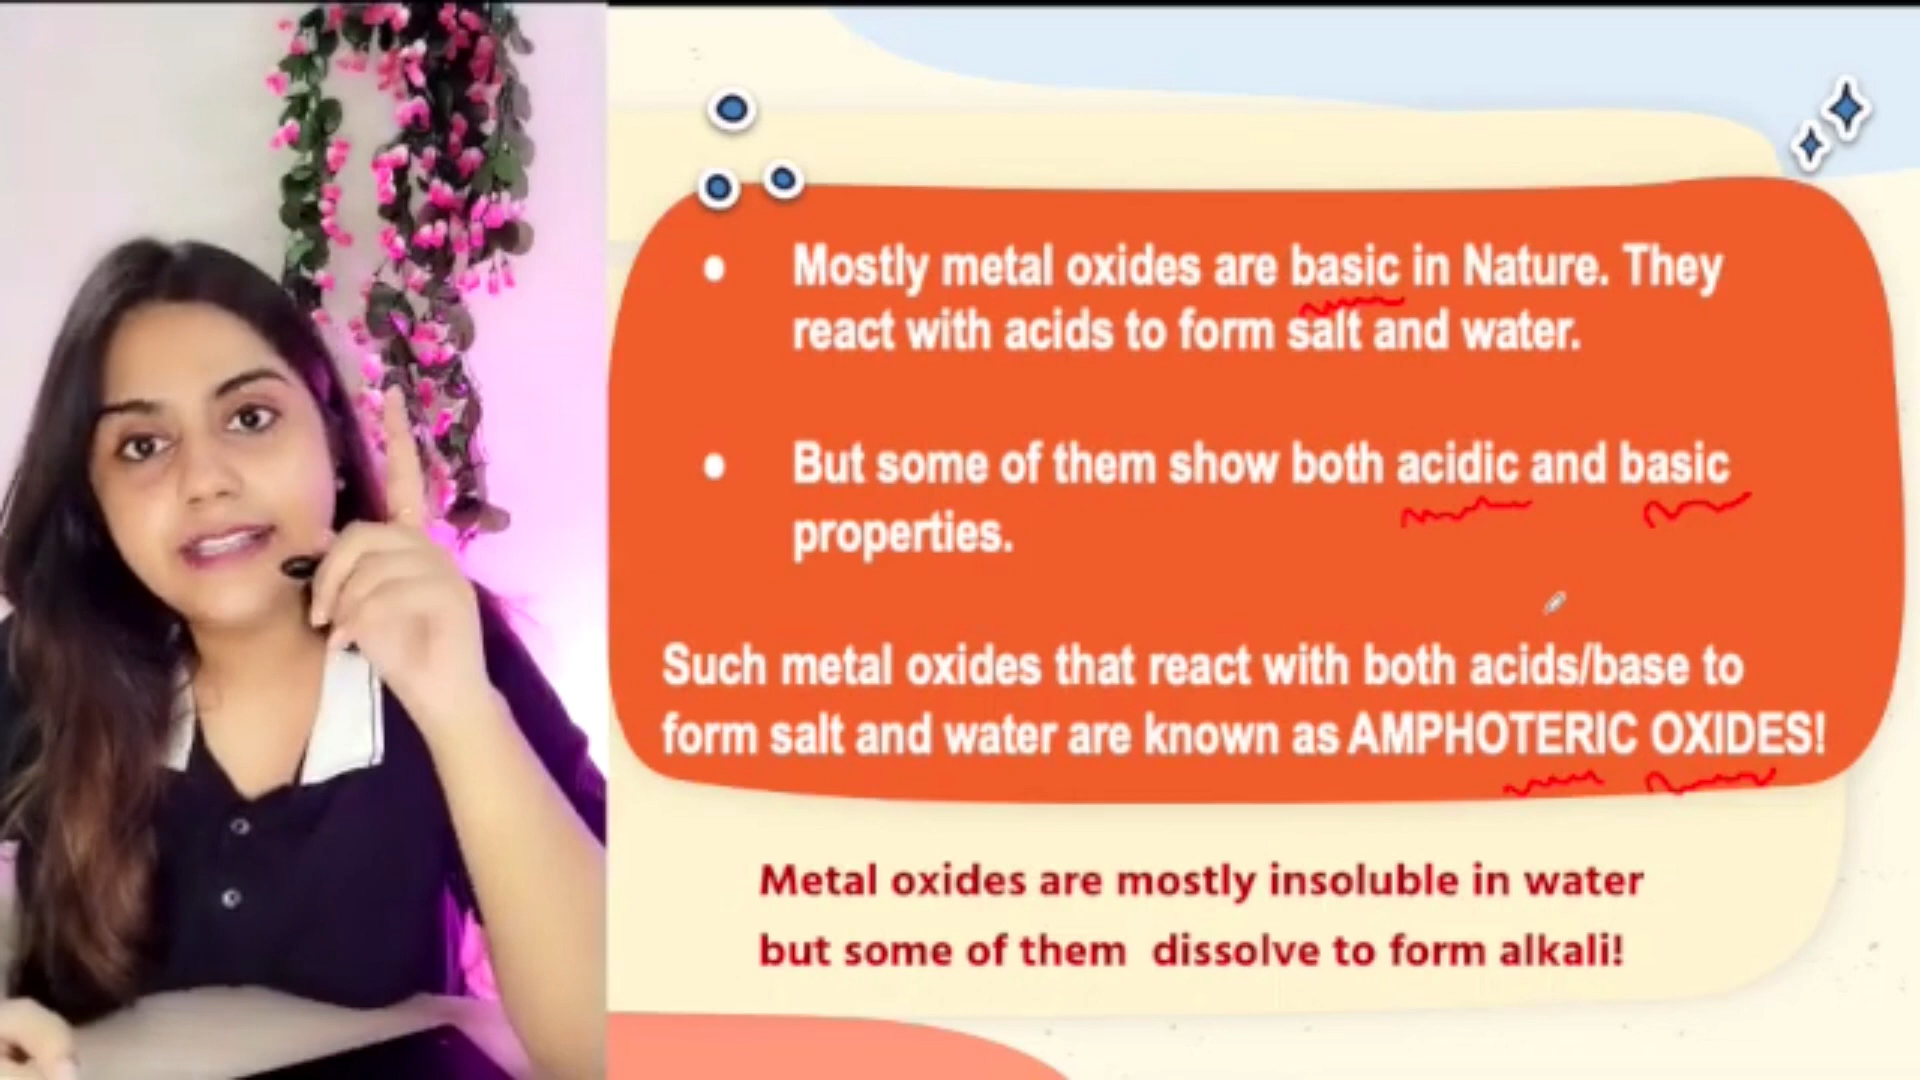 Mostly metal oxides are basic in Nature. They
react with acids to form salt and water.
But some of them show both acidic and basic
properties.
Such metal oxides that react with both acids/base to
form salt and water are known as AMPHOTERIC OXIDES!
Metal oxides are mostly insoluble in water
but some of them dissolve to form alkali!